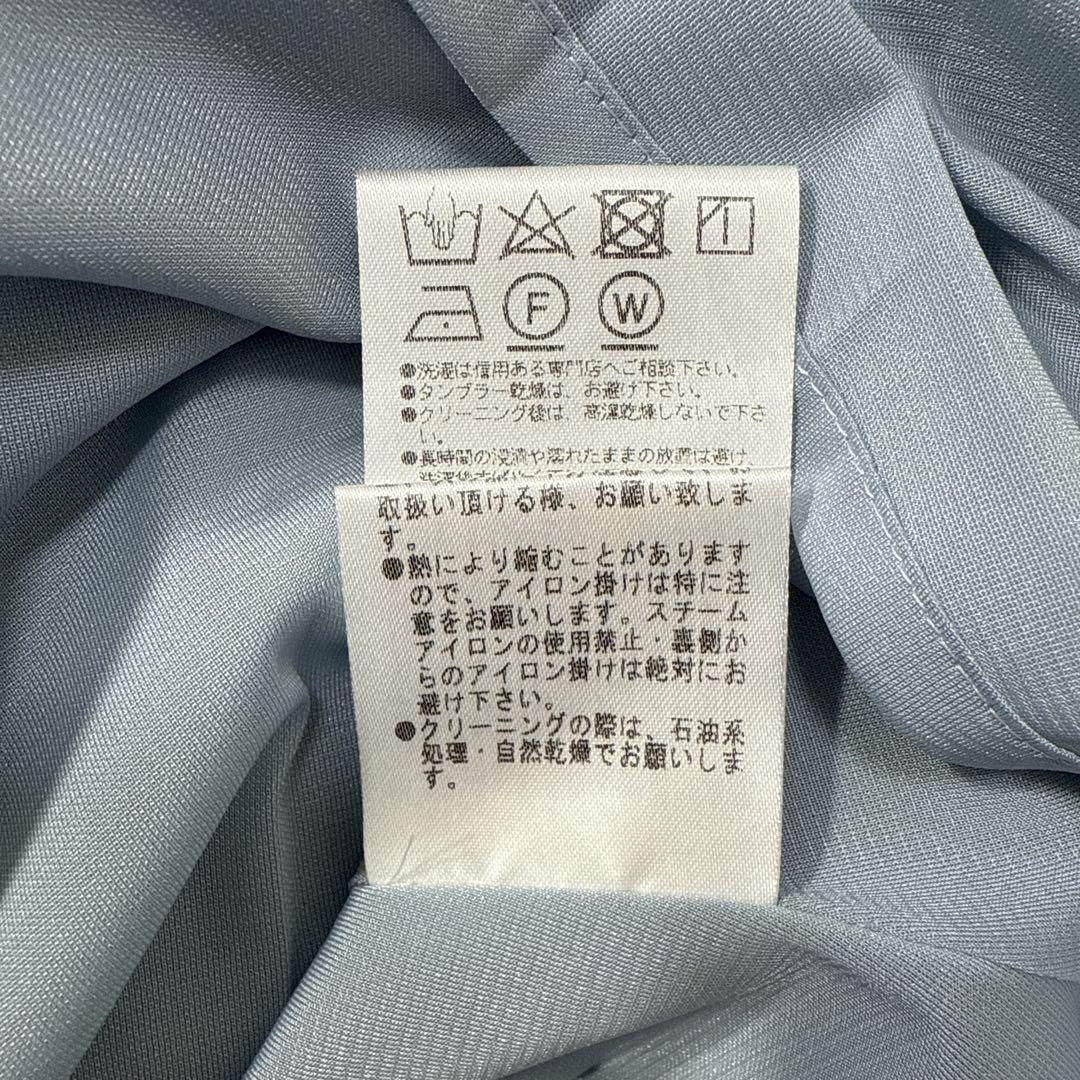 F
W
●洗濯は信用ある専門店へご相談下さい。
●タンブラー乾燥は、お避け下さい。
●クリーニング後は、高温乾燥しないで下さ
い。
●長時間の浸漬や濡れたままの放置は避け、
取扱い頂ける様、お願い致しま
す。
●熱により縮むことがあります
ので、アイロン掛けは特に注
意をお願いします。スチーム
アイロンの使用禁止・裏側か
らのアイロン掛けは絶対にお
避け下さい。
●クリーニングの際は、石油系
処理・自然乾燥でお願いしま
す。